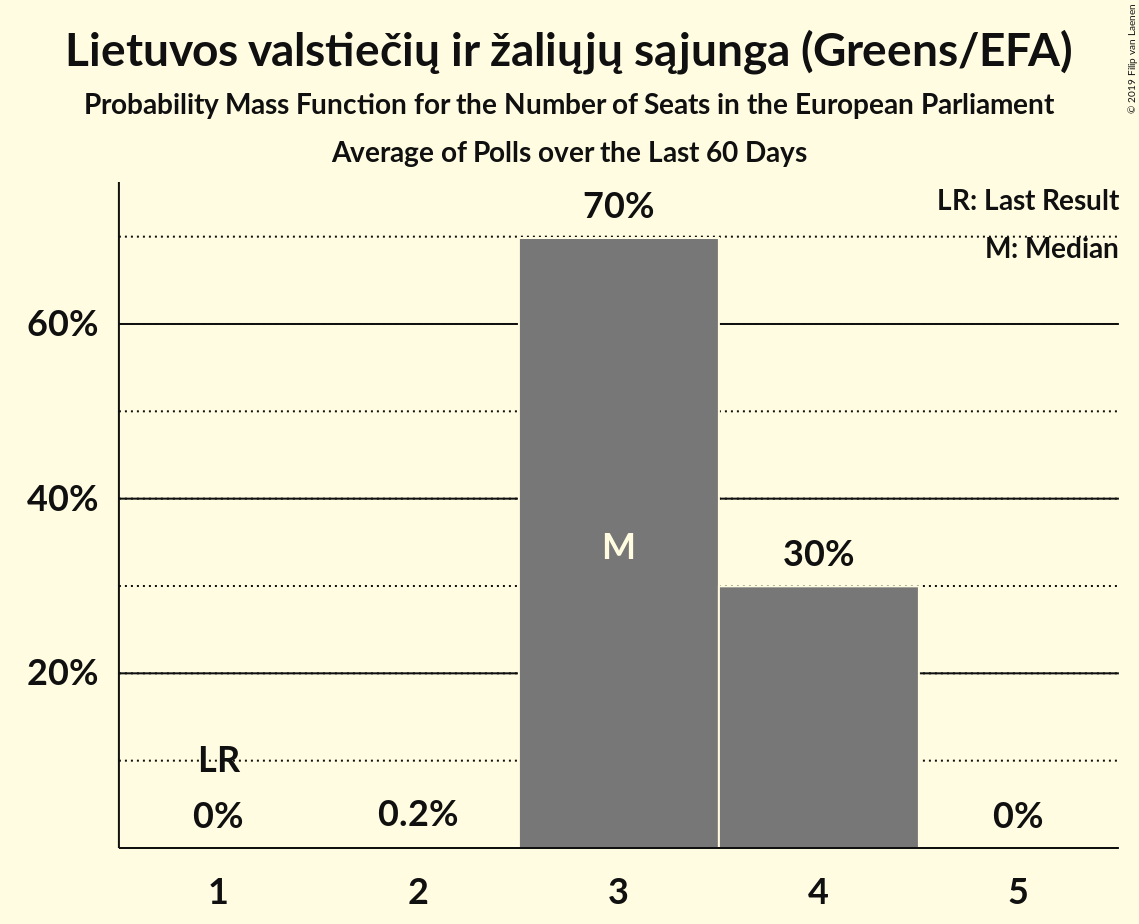 Lietuvos valstiečių ir žaliųjų sąjunga (Greens/EFA)
Probability Mass Function for the Number of Seats in the European Parliament
Average of Polls over the Last 60 Days
© 2019 Filip van Laenen
LR: Last Result
M: Median
70%
60%
40%
M
30%
20%
LR
0%
0.2%
0%
1 2 3 4 5